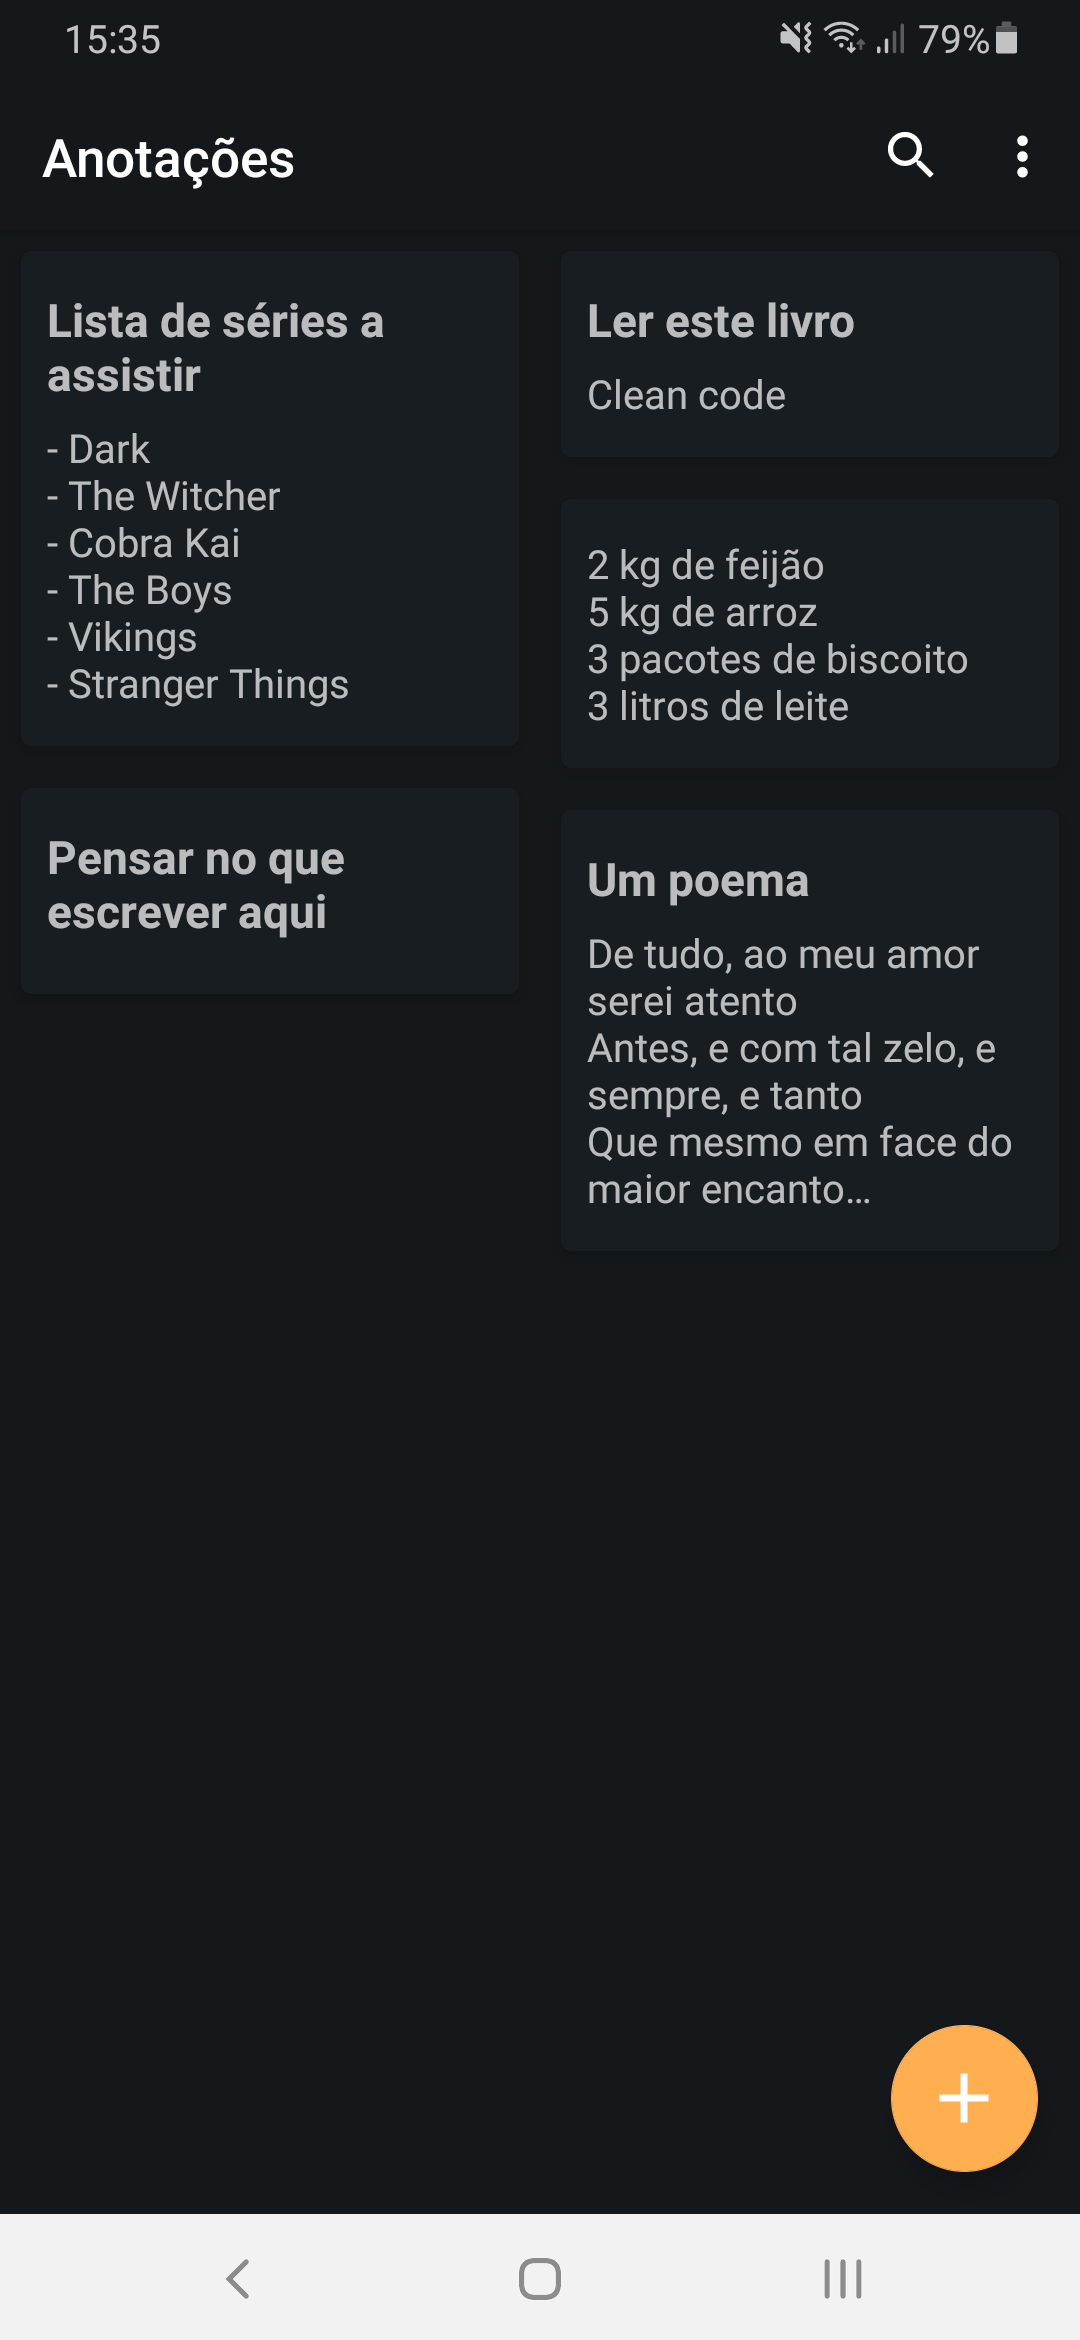 15:35
79%
Anotações
Lista de séries a
assistir
- Dark
- The Witcher
- Cobra Kai
- The Boys
- Vikings
- Stranger Things
Pensar no que
escrever aqui
Ler este livro
Clean code
2 kg de feijão
5 kg de arroz
3 pacotes de biscoito
3 litros de leite
Um poema
De tudo, ao meu amor
serei atento
Antes, e com tal zelo, e
sempre, e tanto
Que mesmo em face do
maior encanto...